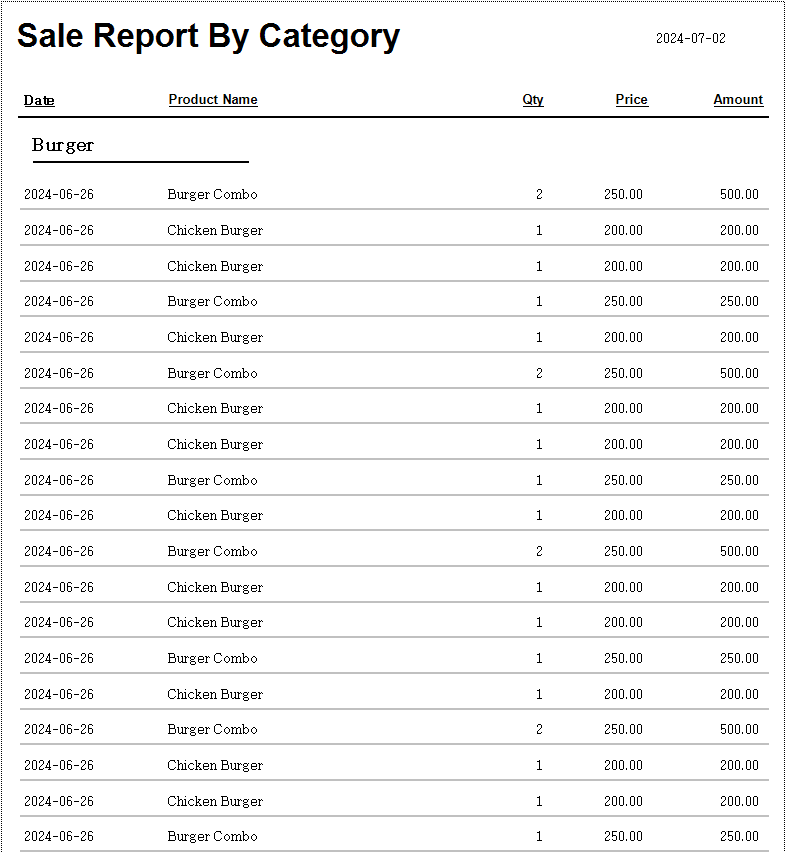 Sale Report By Category 2024-07-02
Date Product Name Qty Price Amount
Burger
2024-06-26 Burger Combo 2 250.00 500.00
2024-06-26 Chicken Burger 1 200.00 200.00
2024-06-26 Chicken Burger 1 200.00 200.00
2024-06-26 Burger Combo 1 250.00 250.00
2024-06-26 Chicken Burger 1 200.00 200.00
2024-06-26 Burger Combo 2 250.00 500.00
2024-06-26 Chicken Burger 1 200.00 200.00
2024-06-26 Chicken Burger 1 200.00 200.00
2024-06-26 Burger Combo 1 250.00 250.00
2024-06-26 Chicken Burger 1 200.00 200.00
2024-06-26 Burger Combo 2 250.00 500.00
2024-06-26 Chicken Burger 1 200.00 200.00
2024-06-26 Chicken Burger 1 200.00 200.00
2024-06-26 Burger Combo 1 250.00 250.00
2024-06-26 Chicken Burger 1 200.00 200.00
2024-06-26 Burger Combo 2 250.00 500.00
2024-06-26 Chicken Burger 1 200.00 200.00
2024-06-26 Chicken Burger 1 200.00 200.00
2024-06-26 Burger Combo 1 250.00 250.00